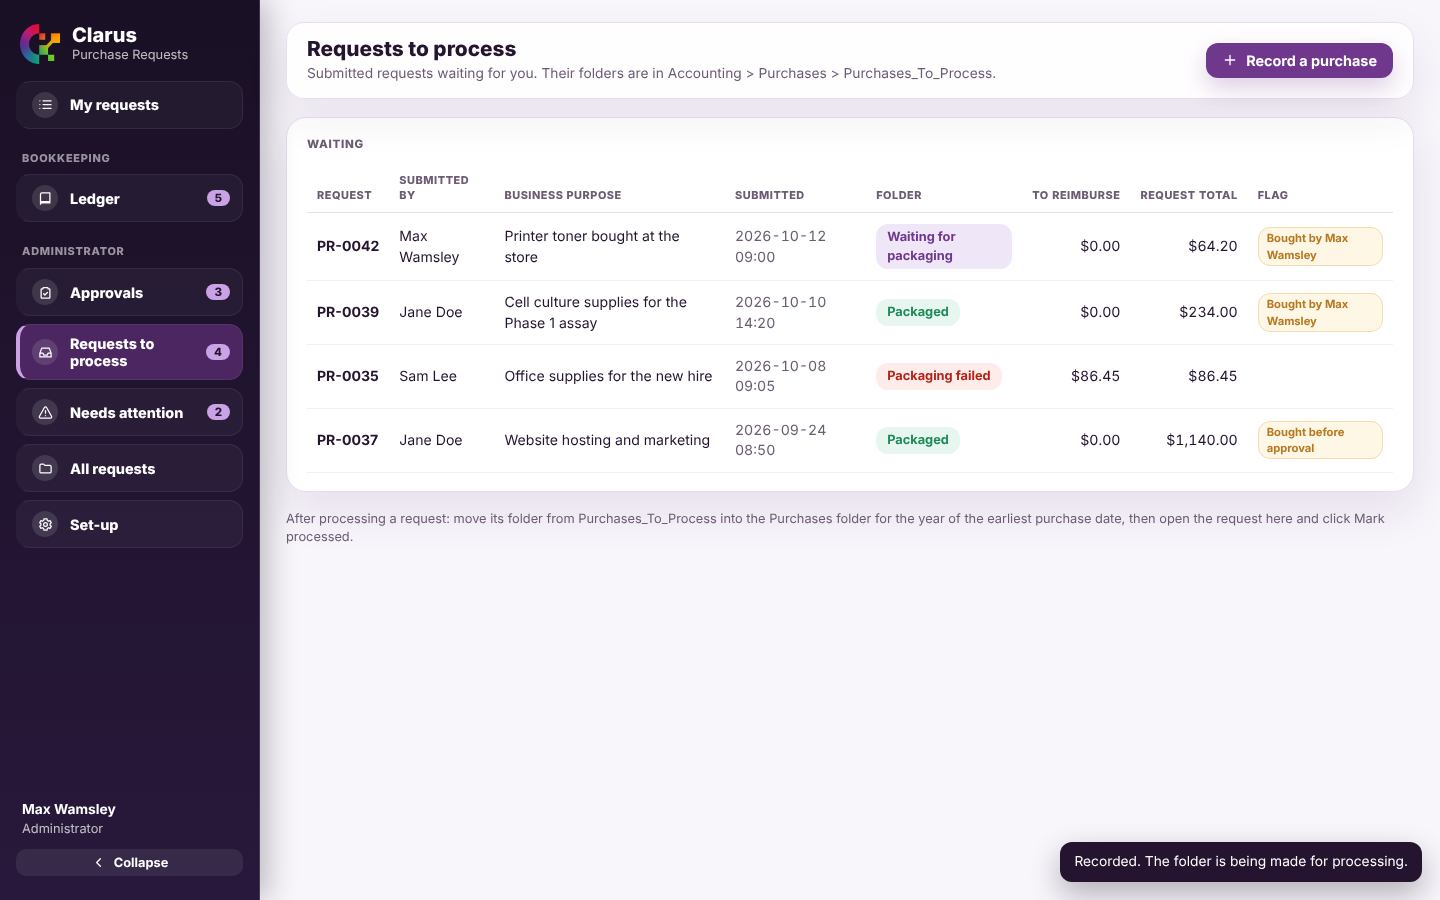 Clarus
Purchase Requests
My requests
BOOKKEEPING
Ledger 5
ADMINISTRATOR
Approvals 3
Requests to
process 4
Needs attention 2
All requests
Set-up
Max Wamsley
Administrator
Collapse
Requests to process
Submitted requests waiting for you. Their folders are in Accounting > Purchases > Purchases_To_Process.
+ Record a purchase
WAITING
REQUEST SUBMITTED BY BUSINESS PURPOSE SUBMITTED FOLDER TO REIMBURSE REQUEST TOTAL FLAG
PR-0042 Max Wamsley Printer toner bought at the store 2026-10-12 09:00 Waiting for packaging $0.00 $64.20 Bought by Max Wamsley
PR-0039 Jane Doe Cell culture supplies for the Phase 1 assay 2026-10-10 14:20 Packaged $0.00 $234.00 Bought by Max Wamsley
PR-0035 Sam Lee Office supplies for the new hire 2026-10-08 09:05 Packaging failed $86.45 $86.45
PR-0037 Jane Doe Website hosting and marketing 2026-09-24 08:50 Packaged $0.00 $1,140.00 Bought before approval
After processing a request: move its folder from Purchases_To_Process into the Purchases folder for the year of the earliest purchase date, then open the request here and click Mark
processed.
Recorded. The folder is being made for processing.